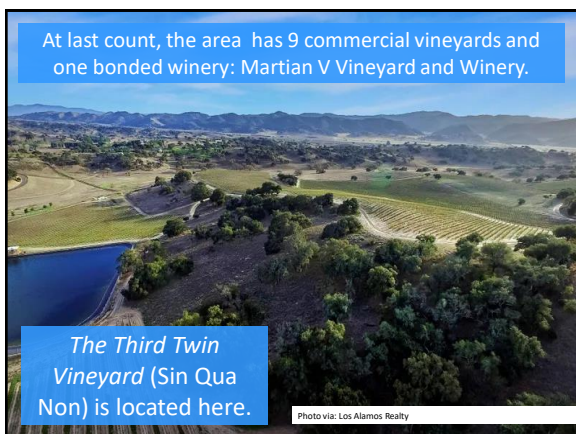 At last count, the area has 9 commercial vineyards and
one bonded winery: Martian V Vineyard and Winery.
The Third Twin
Vineyard (Sin Qua
Non) is located here.
Photo via: Los Alamos Realty